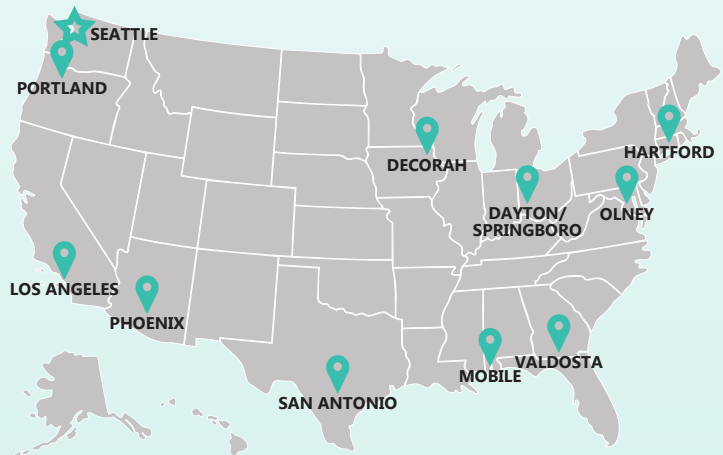 SEATTLE
PORTLAND
DECORAH
HARTFORD
DAYTON/
SPRINGBORO
OLNEY
LOS ANGELES
PHOENIX
MOBILE
VALDOSTA
SAN ANTONIO